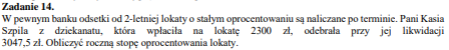 Zadanie 14.
W pewnym banku odsetki od 2-letniej lokaty o stałym oprocentowaniu są naliczane po terminie. Pani Kasia
Szpila z dziekanatu, która wpłaciła na lokatę 2300 zł, odebrała przy jej likwidacji
3047,5 zł. Obliczyć roczną stopę oprocentowania lokaty.